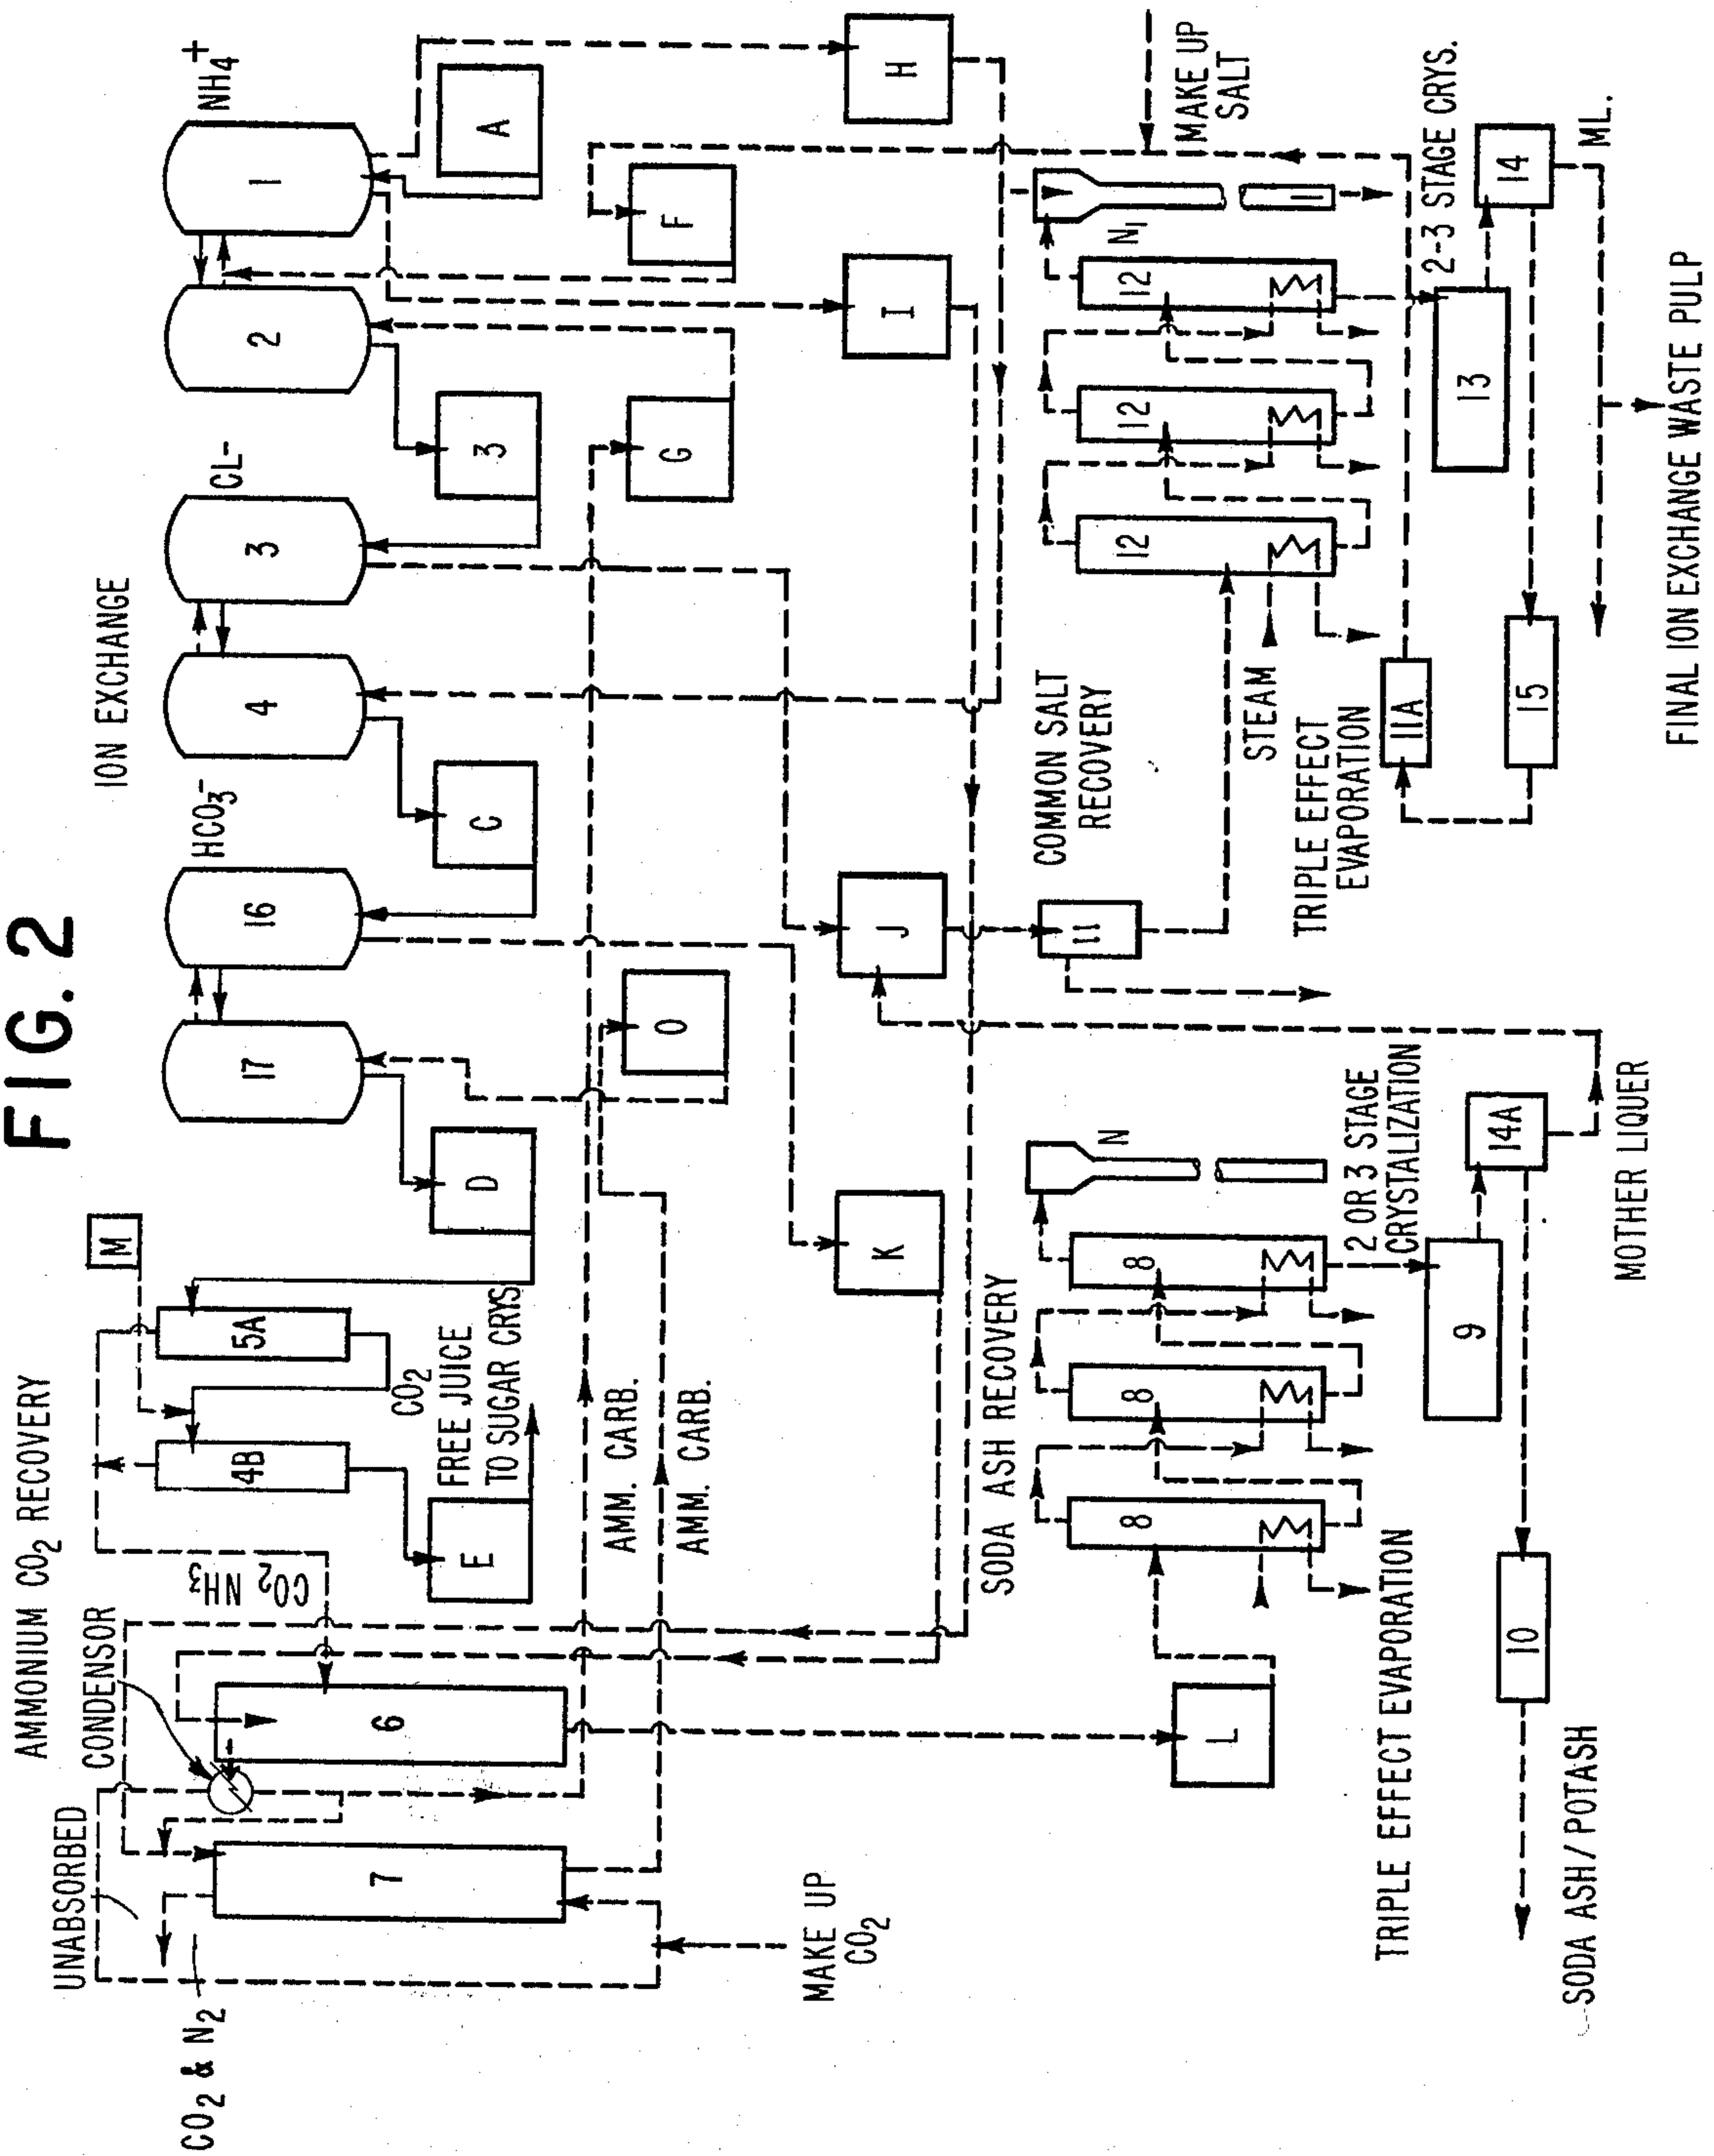 FIG. 2
ION EXCHANGE
AMMONIUM CO2 RECOVERY
CONDENSOR
UNABSORBED
CO2 & N2
NH4+
CL-
HCO3-
1
2
3
4
16
17
M
5A
4B
CO2 NH3
6
7
A
3
C
D
CO2
FREE JUICE
TO SUGAR CRYS
E
F
G
O
AMM. CARB.
AMM. CARB.
MAKE UP
CO2
H
I
J
K
L
MAKE UP
SALT
COMMON SALT
RECOVERY
STEAM
TRIPLE EFFECT
EVAPORATION
11
12
12
12
N1
11A
2-3 STAGE CRYS.
13
14
15
ML.
FINAL ION EXCHANGE WASTE PULP
SODA ASH RECOVERY
8
8
8
N
TRIPLE EFFECT EVAPORATION
2 OR 3 STAGE
CRYSTALIZATION
9
14A
10
MOTHER LIQUER
SODA ASH/POTASH